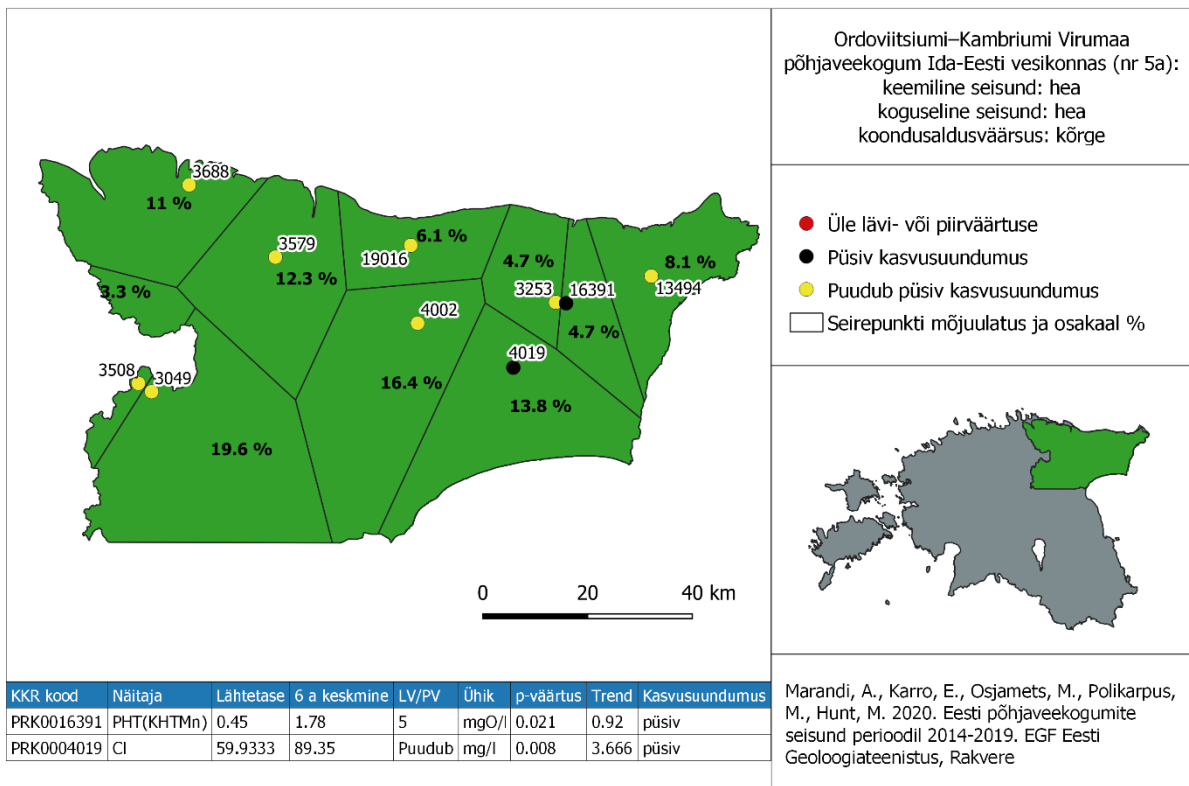 Ordoviitsiumi–Kambriumi Virumaa
põhjaveekogum Ida-Eesti vesikonnas (nr 5a):
keemiline seisund: hea
koguseline seisund: hea
koondusaldusväärsus: kõrge
Üle lävi- või piirväärtuse
Püsiv kasvusuundumus
Puudub püsiv kasvusuundumus
Seirepunkti mõjuulatus ja osakaal %
3688
11 %
3579
12.3 %
6.1 %
19016
4.7 %
8.1 %
3253
16391
13494
3.3 %
4002
4.7 %
4019
3508
3049
16.4 %
13.8 %
19.6 %
0 20 40 km
KKR kood Näitaja Lähtetase 6 a keskmine LV/PV Ühik p-väärtus Trend Kasvusuundumus
PRK0016391 PHT(KHTMn) 0.45 1.78 5 mgO/l 0.021 0.92 püsiv
PRK0004019 Cl 59.9333 89.35 Puudub mg/l 0.008 3.666 püsiv
Marandi, A., Karro, E., Osjamets, M., Polikarpus,
M., Hunt, M. 2020. Eesti põhjaveekogumite
seisund perioodil 2014-2019. EGF Eesti
Geoloogiateenistus, Rakvere